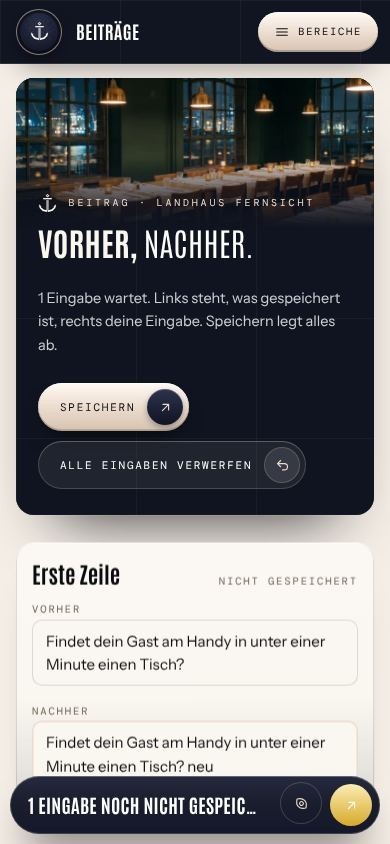 BEITRÄGE
BEREICHE
BEITRAG · LANDHAUS FERNSICHT
VORHER, NACHHER.
1 Eingabe wartet. Links steht, was gespeichert
ist, rechts deine Eingabe. Speichern legt alles
ab.
SPEICHERN
ALLE EINGABEN VERWERFEN
Erste Zeile
NICHT GESPEICHERT
VORHER
Findet dein Gast am Handy in unter einer
Minute einen Tisch?
NACHHER
Findet dein Gast am Handy in unter einer
Minute einen Tisch? neu
1 EINGABE NOCH NICHT GESPEIC…